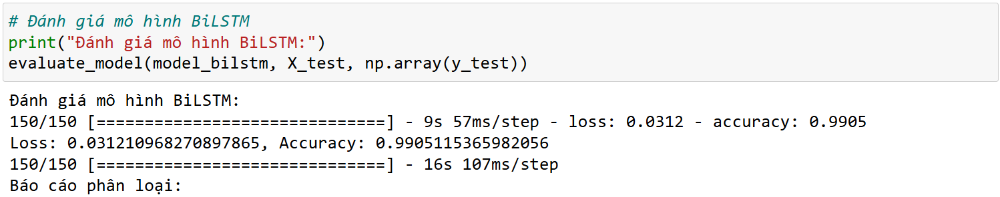 # Đánh giá mô hình BiLSTM
print("Đánh giá mô hình BiLSTM:")
evaluate_model(model_bilstm, X_test, np.array(y_test))
Đánh giá mô hình BiLSTM:
150/150 [==============================] - 9s 57ms/step - loss: 0.0312 - accuracy: 0.9905
Loss: 0.031210968270897865, Accuracy: 0.9905115365982056
150/150 [==============================] - 16s 107ms/step
Báo cáo phân loại: